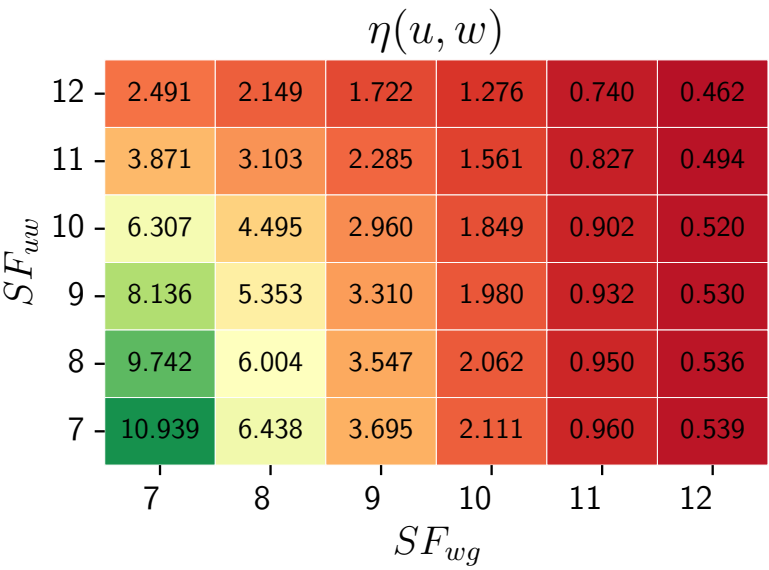 η(u, w)
12 2.491 2.149 1.722 1.276 0.740 0.462
11 3.871 3.103 2.285 1.561 0.827 0.494
10 6.307 4.495 2.960 1.849 0.902 0.520
9 8.136 5.353 3.310 1.980 0.932 0.530
8 9.742 6.004 3.547 2.062 0.950 0.536
7 10.939 6.438 3.695 2.111 0.960 0.539
7 8 9 10 11 12
SF_{uw}
SF_{wg}